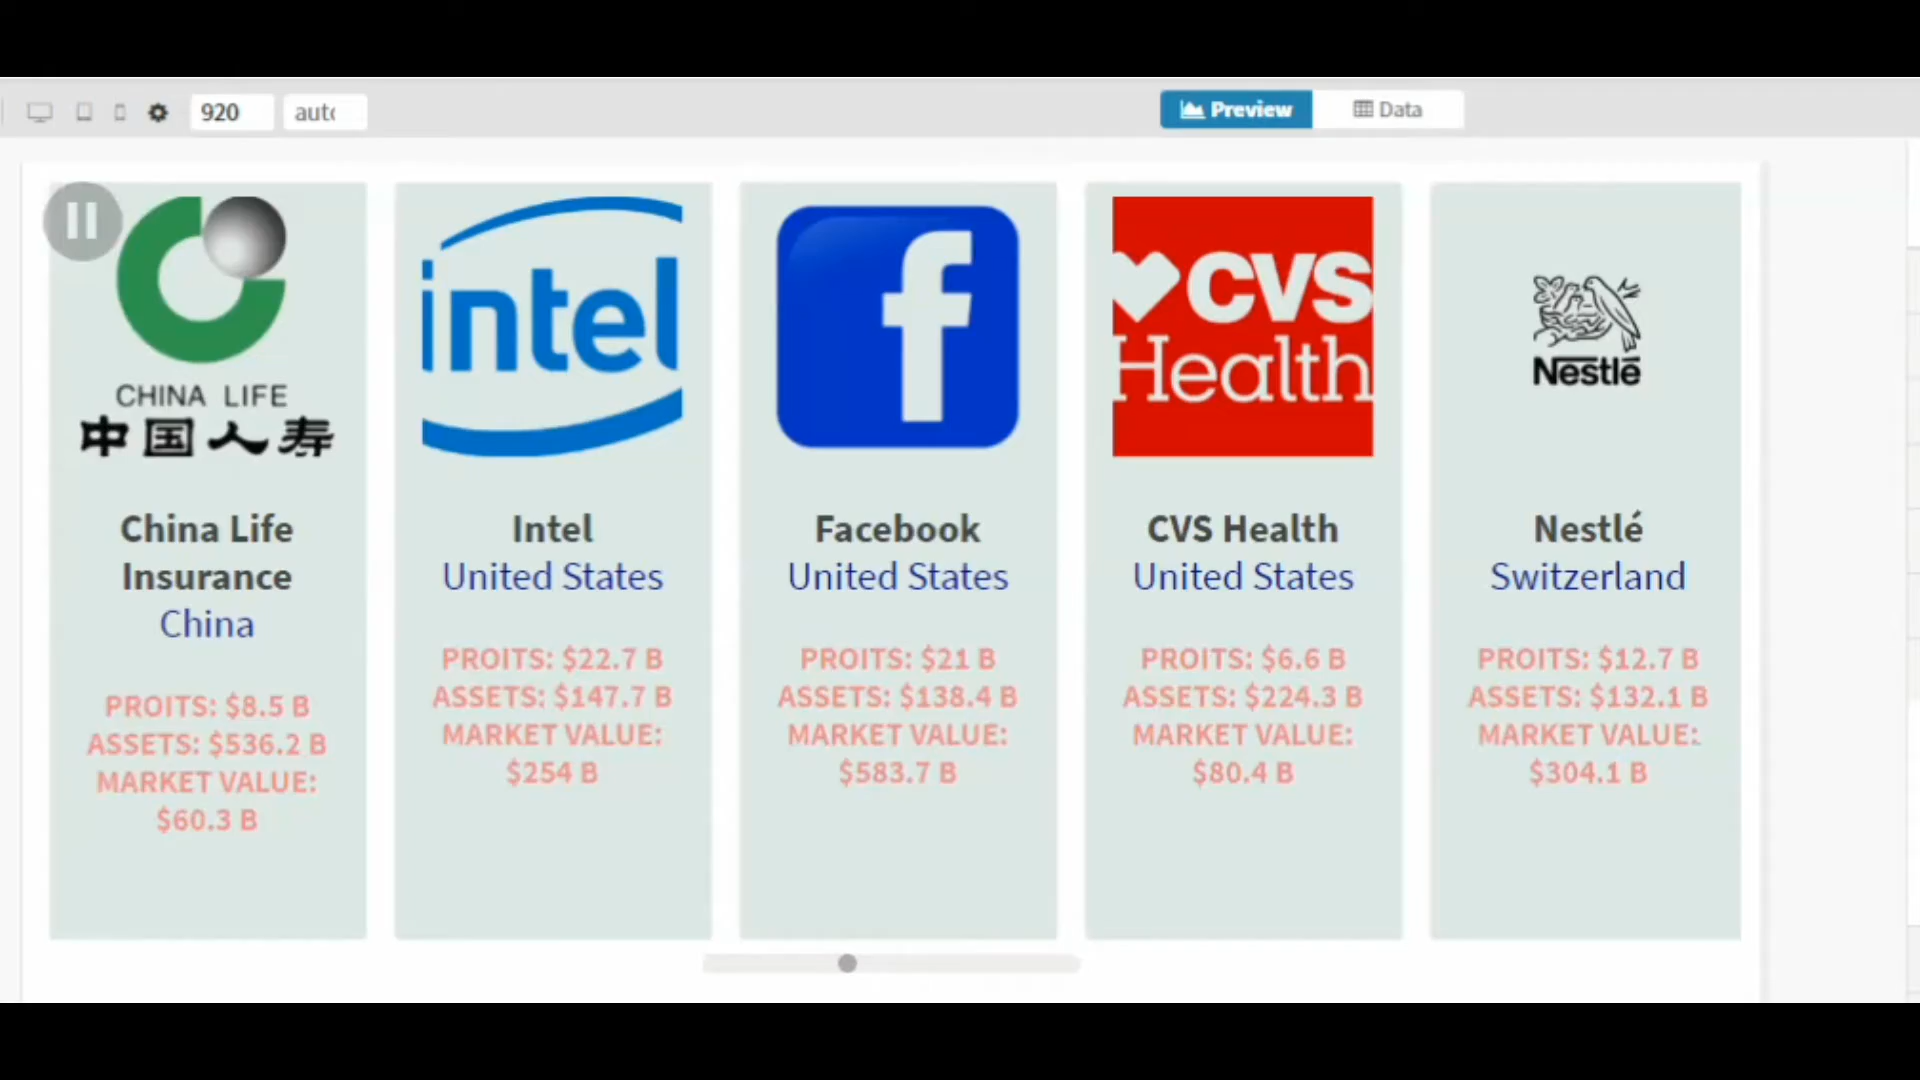 920
auto
Preview
Data
CHINA LIFE
中国人寿
China Life
Insurance
China
PROITS: $8.5 B
ASSETS: $536.2 B
MARKET VALUE:
$60.3 B
intel
Intel
United States
PROITS: $22.7 B
ASSETS: $147.7 B
MARKET VALUE:
$254 B
f
Facebook
United States
PROITS: $21 B
ASSETS: $138.4 B
MARKET VALUE:
$583.7 B
CVS
Health
CVS Health
United States
PROITS: $6.6 B
ASSETS: $224.3 B
MARKET VALUE:
$80.4 B
Nestlé
Nestlé
Switzerland
PROITS: $12.7 B
ASSETS: $132.1 B
MARKET VALUE:
$304.1 B